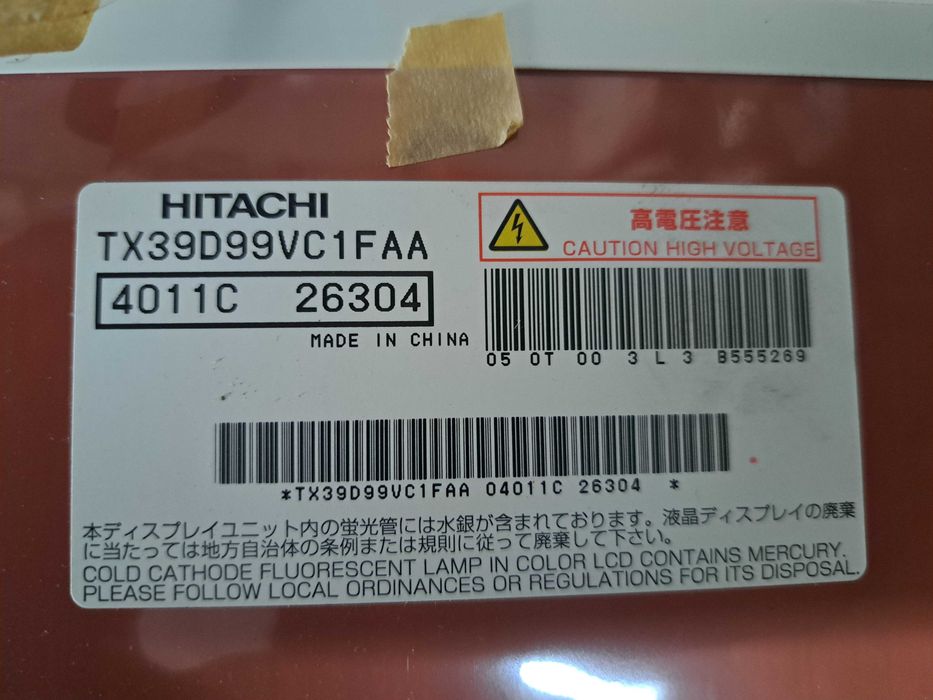 HITACHI
TX39D99VC1FAA
4011C 26304
MADE IN CHINA
高電圧注意
CAUTION HIGH VOLTAGE
05 0T 00 3 L 3 B555269
*TX39D99VC1FAA 04011C 26304 *
本ディスプレイユニット内の蛍光管には水銀が含まれております。液晶ディスプレイの廃棄
に当たっては地方自治体の条例または規則に従って廃棄して下さい。
COLD CATHODE FLUORESCENT LAMP IN COLOR LCD CONTAINS MERCURY.
PLEASE FOLLOW LOCAL ORDINANCES OR REGULATIONS FOR ITS DISPOSAL.